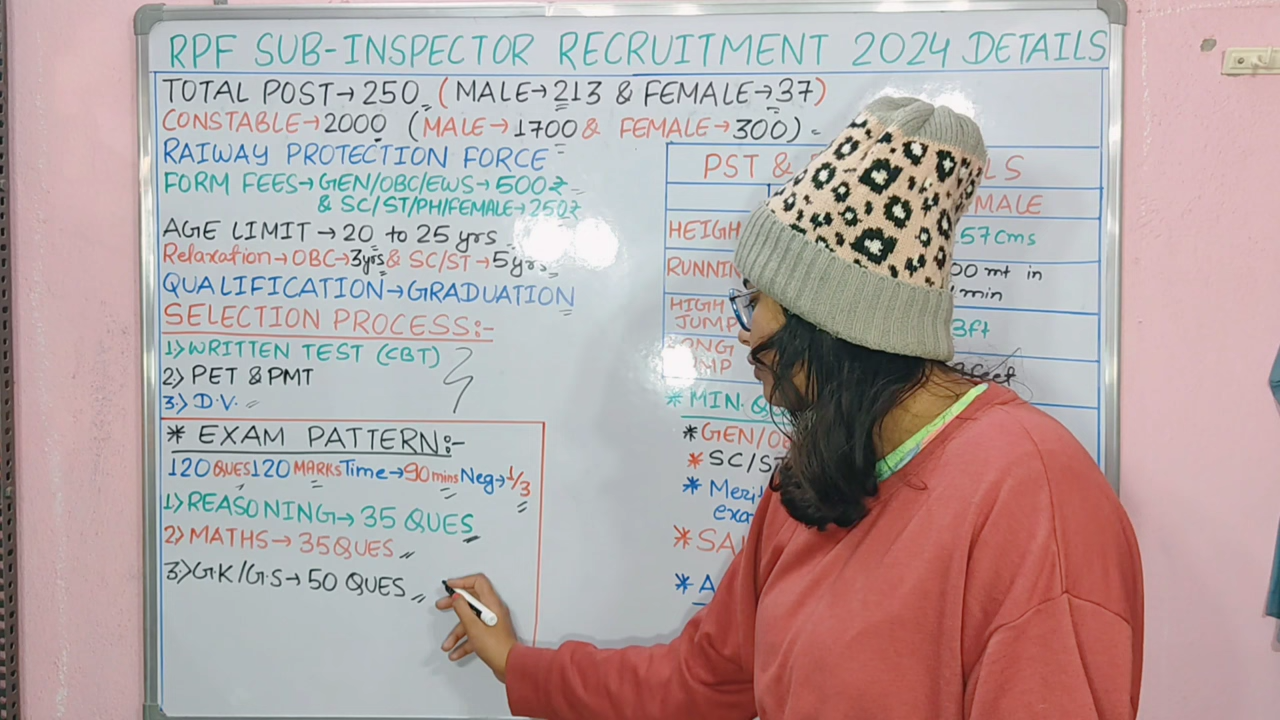 RPF SUB-INSPECTOR RECRUITMENT 2024 DETAILS
TOTAL POST→250 (MALE→213 & FEMALE→37)
CONSTABLE→2000 (MALE→1700 & FEMALE→300)
RAIWAY PROTECTION FORCE
FORM FEES→GEN/OBC/EWS→500₹
& SC/ST/PH/FEMALE→250₹
AGE LIMIT→20 to 25 yrs
Relaxation→OBC→3yrs & SC/ST→5yrs
QUALIFICATION→GRADUATION
SELECTION PROCESS:-
1> WRITTEN TEST (CBT)
2> PET & PMT
3.> D.V.
* EXAM PATTERN:-
120 QUES 120 MARKS Time→90 mins Neg→1/3
1> REASONING→35 QUES
2> MATHS→35 QUES
3.> G.K/G.S→50 QUES
PST &
MALE
HEIGH
57cms
RUNNIN
00 mt in
min
HIGH
JUMP
3ft
feet
* MIN.
* GEN/OB
* SC/ST
* Meri
exa
* SA
* A